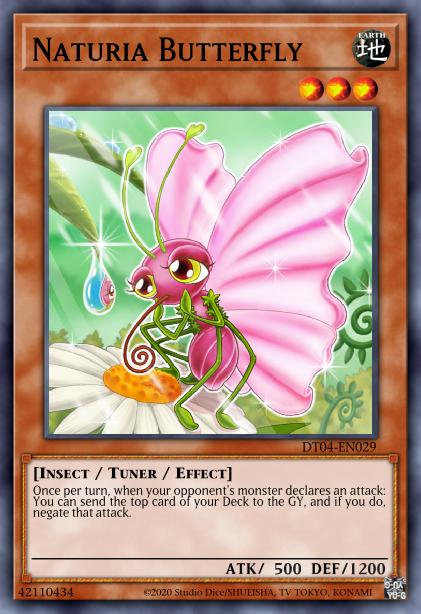 NATURIA BUTTERFLY
EARTH
地
DT04-EN029
[INSECT / TUNER / EFFECT]
Once per turn, when your opponent's monster declares an attack:
You can send the top card of your Deck to the GY, and if you do,
negate that attack.
ATK/ 500 DEF/1200
42110434
©2020 Studio Dice/SHUEISHA, TV TOKYO, KONAMI